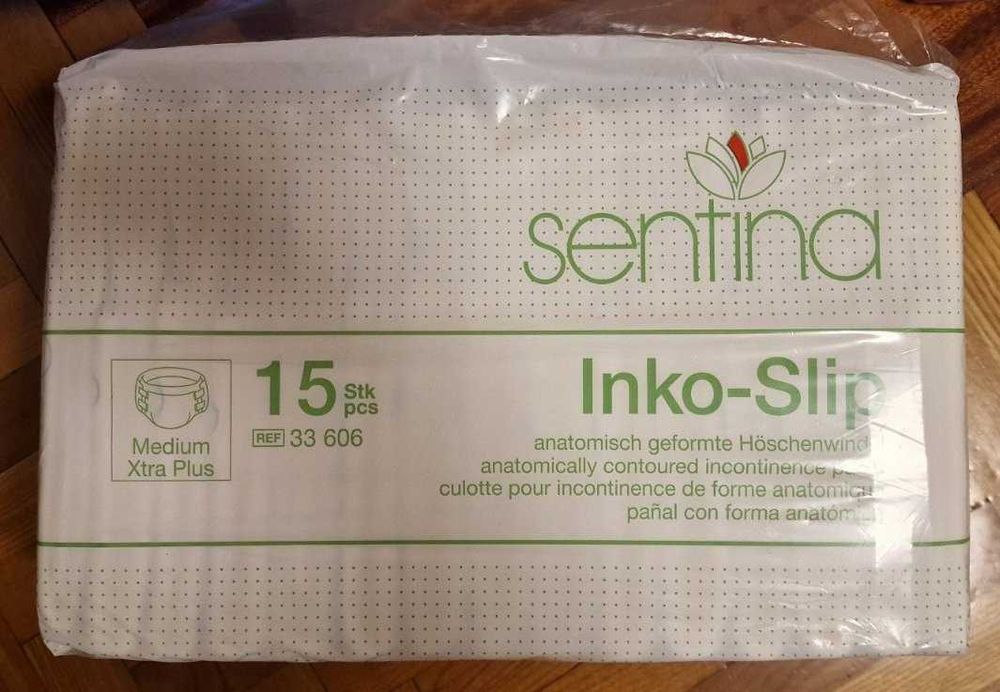 sentina
Medium
Xtra Plus
15 Stk
pcs
REF 33 606
Inko-Slip
anatomisch geformte
anatomically contoured incontinence
culotte pour incontinence de forme
pañal con forma